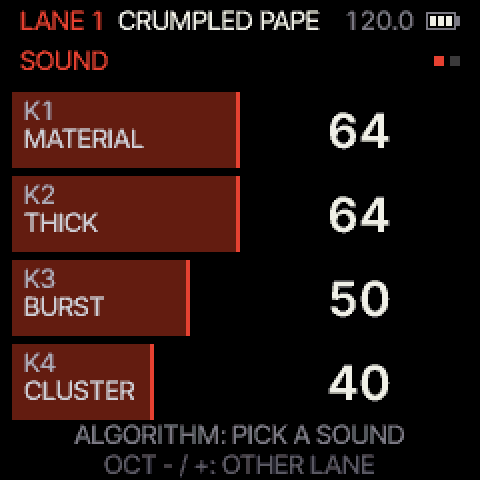 LANE 1 CRUMPLED PAPE 120.0
SOUND
K1
MATERIAL 64
K2
THICK 64
K3
BURST 50
K4
CLUSTER 40
ALGORITHM: PICK A SOUND
OCT - / +: OTHER LANE